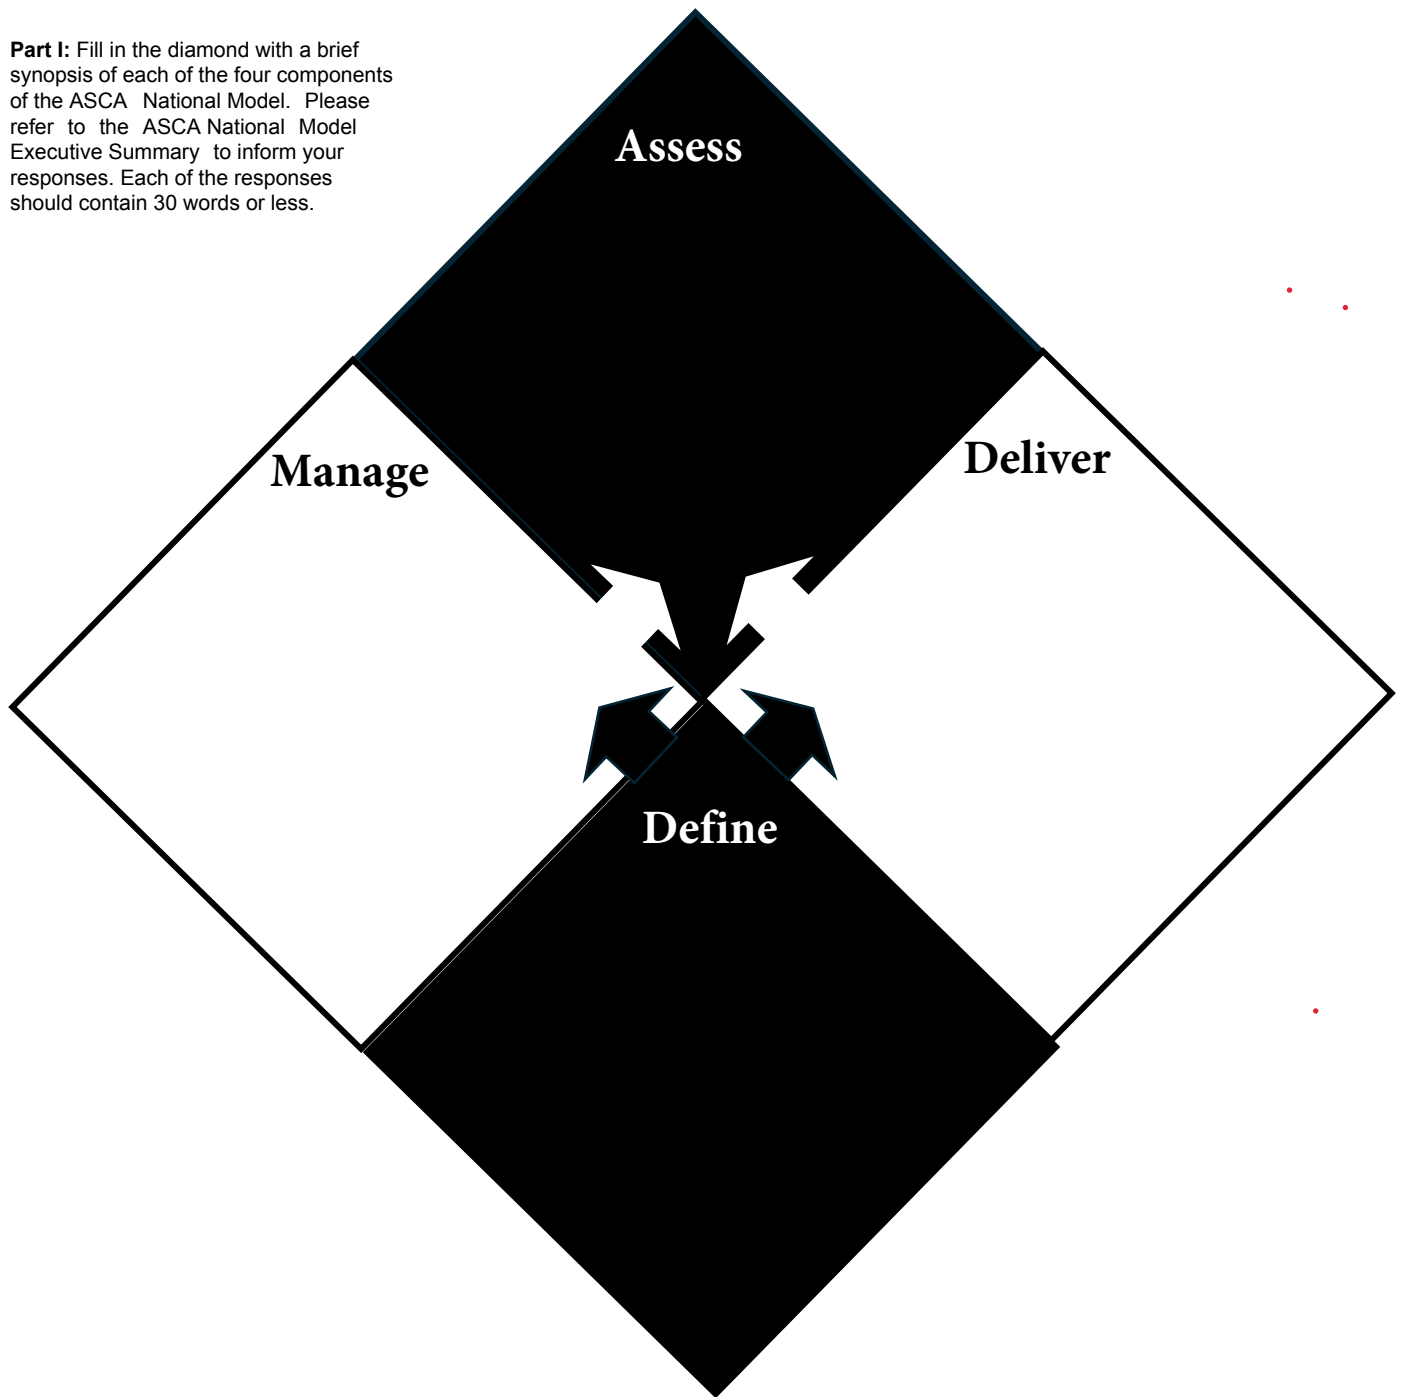 Part I: Fill in the diamond with a brief
synopsis of each of the four components
of the ASCA National Model. Please
refer to the ASCA National Model
Executive Summary to inform your
responses. Each of the responses
should contain 30 words or less.
Assess
Manage
Deliver
Define